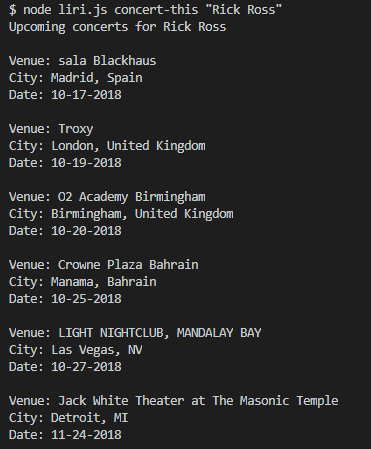 $ node liri.js concert-this "Rick Ross"
Upcoming concerts for Rick Ross
Venue: sala Blackhaus
City: Madrid, Spain
Date: 10-17-2018
Venue: Troxy
City: London, United Kingdom
Date: 10-19-2018
Venue: O2 Academy Birmingham
City: Birmingham, United Kingdom
Date: 10-20-2018
Venue: Crowne Plaza Bahrain
City: Manama, Bahrain
Date: 10-25-2018
Venue: LIGHT NIGHTCLUB, MANDALAY BAY
City: Las Vegas, NV
Date: 10-27-2018
Venue: Jack White Theater at The Masonic Temple
City: Detroit, MI
Date: 11-24-2018